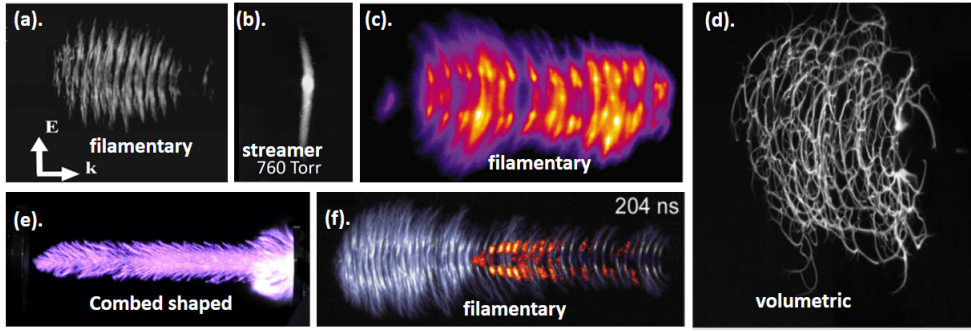 (a).
E
k
filamentary
(b).
streamer
760 Torr
(c).
filamentary
(d).
volumetric
(e).
Combed shaped
(f).
204 ns
filamentary